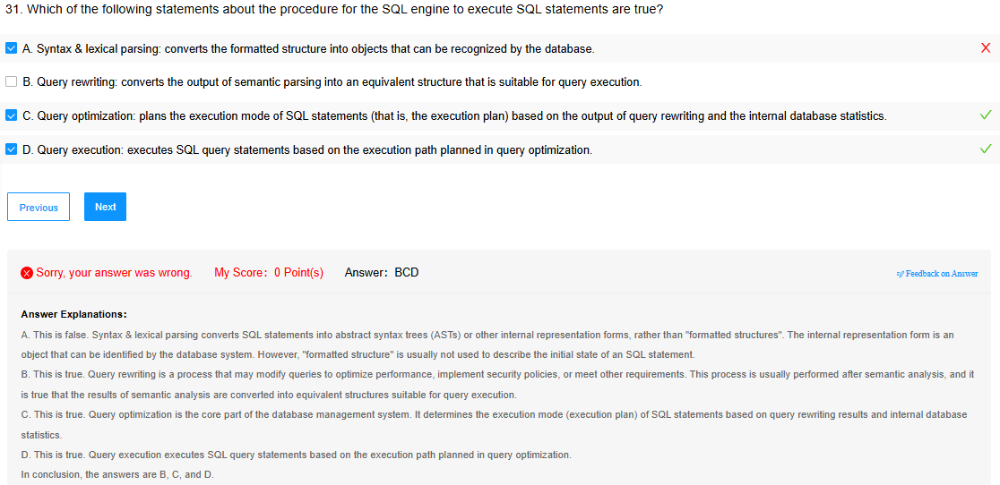 31. Which of the following statements about the procedure for the SQL engine to execute SQL statements are true?
A. Syntax & lexical parsing: converts the formatted structure into objects that can be recognized by the database.
B. Query rewriting: converts the output of semantic parsing into an equivalent structure that is suitable for query execution.
C. Query optimization: plans the execution mode of SQL statements (that is, the execution plan) based on the output of query rewriting and the internal database statistics.
D. Query execution: executes SQL query statements based on the execution path planned in query optimization.
Previous Next
Sorry, your answer was wrong. My Score: 0 Point(s) Answer: BCD Feedback on Answer
Answer Explanations:
A. This is false. Syntax & lexical parsing converts SQL statements into abstract syntax trees (ASTs) or other internal representation forms, rather than "formatted structures". The internal representation form is an
object that can be identified by the database system. However, "formatted structure" is usually not used to describe the initial state of an SQL statement.
B. This is true. Query rewriting is a process that may modify queries to optimize performance, implement security policies, or meet other requirements. This process is usually performed after semantic analysis, and it
is true that the results of semantic analysis are converted into equivalent structures suitable for query execution.
C. This is true. Query optimization is the core part of the database management system. It determines the execution mode (execution plan) of SQL statements based on query rewriting results and internal database
statistics.
D. This is true. Query execution executes SQL query statements based on the execution path planned in query optimization.
In conclusion, the answers are B, C, and D.